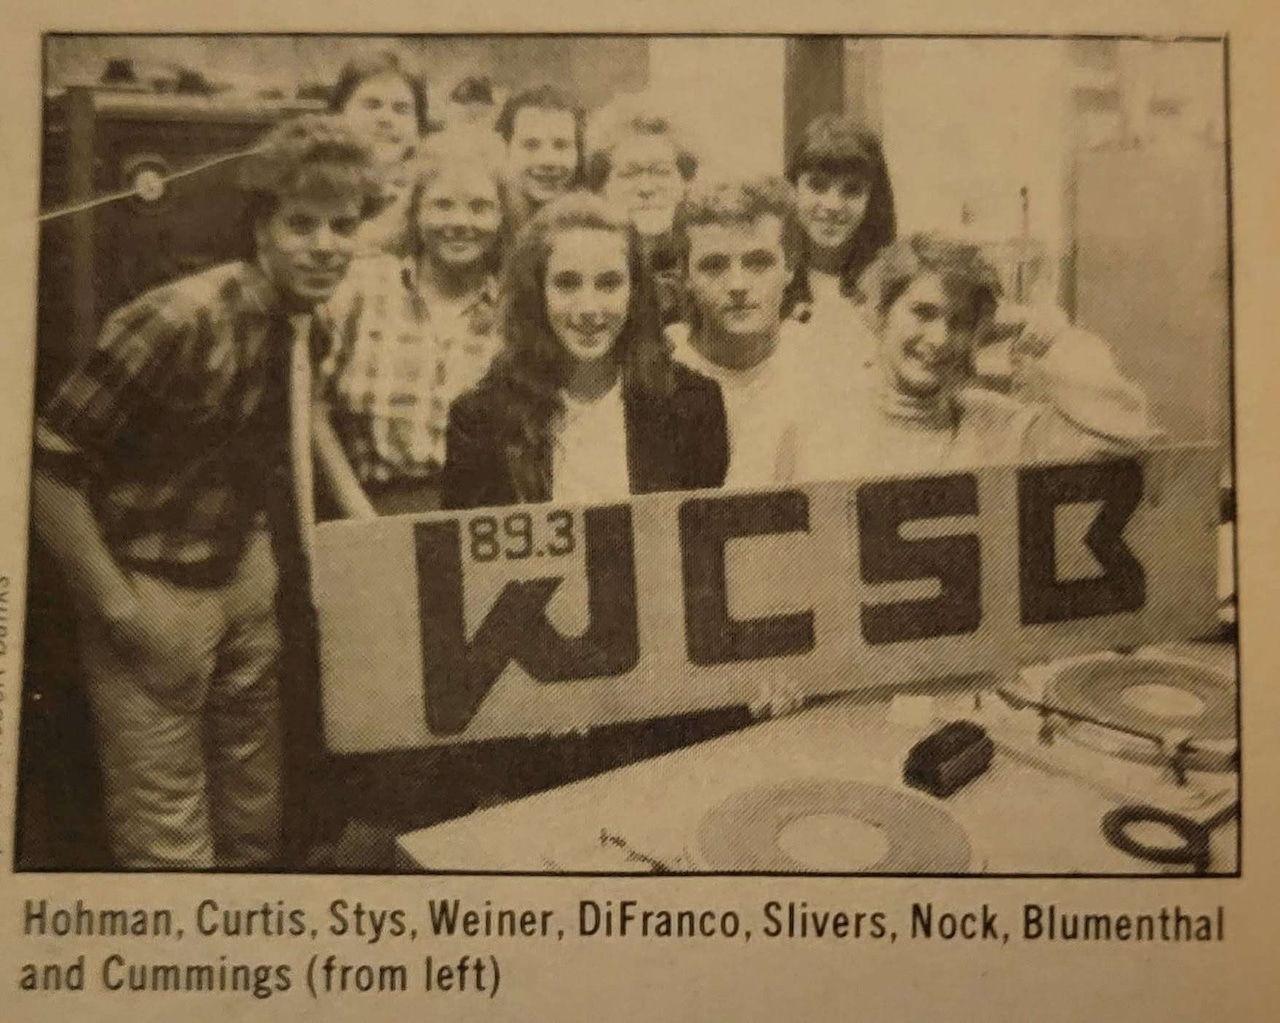 89.3
WCSB
Hohman, Curtis, Stys, Weiner, DiFranco, Slivers, Nock, Blumenthal
and Cummings (from left)